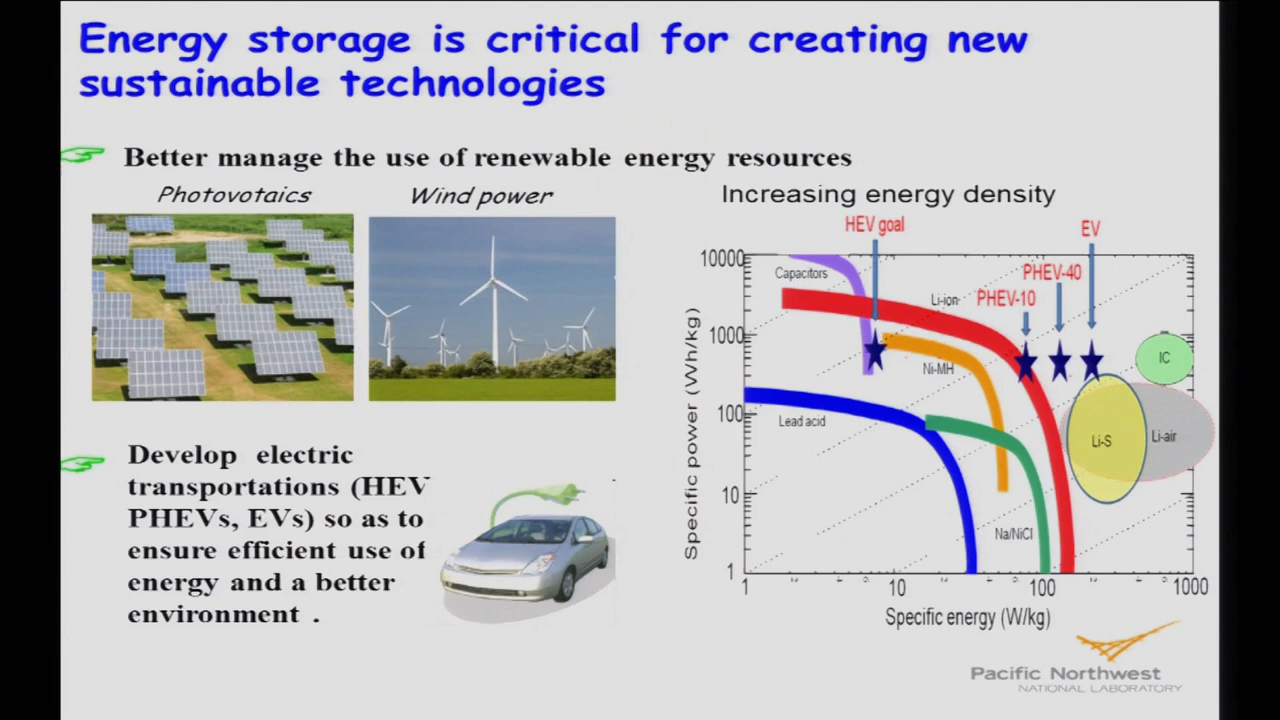 Energy storage is critical for creating new
sustainable technologies
Better manage the use of renewable energy resources
Photovotaics
Wind power
Develop electric
transportations (HEV
PHEVs, EVs) so as to
ensure efficient use of
energy and a better
environment .
Increasing energy density
HEV goal
EV
PHEV-40
PHEV-10
Capacitors
Li-ion
Ni-MH
Lead acid
Na/NiCl
IC
Li-S
Li-air
Specific power (Wh/kg)
10000
1000
100
10
1
1
10
100
1000
Specific energy (W/kg)
Pacific Northwest
NATIONAL LABORATORY